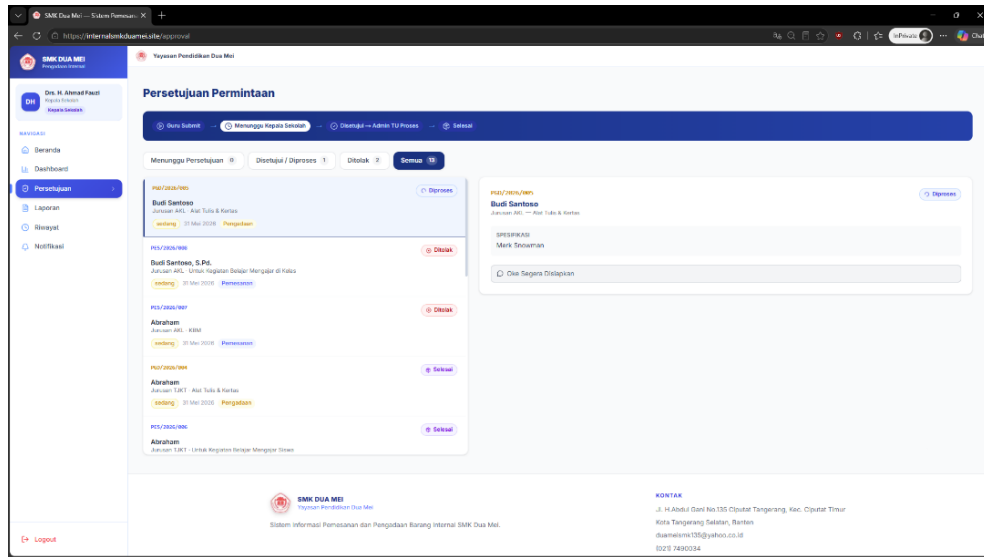 SMK Dua Mei — Sistem Pemesan
https://internalsmkduamei.site/approval
InPrivate
Chat
SMK DUA MEI
Pengadaan Internal
Yayasan Pendidikan Dua Mei
DH
Drs. H. Ahmad Fauzi
Kepala Sekolah
Kepala Sekolah
NAVIGASI
Beranda
Dashboard
Persetujuan
Laporan
Riwayat
Notifikasi
Logout
Persetujuan Permintaan
Guru Submit → Menunggu Kepala Sekolah → Disetujui → Admin TU Proses → Selesai
Menunggu Persetujuan 0
Disetujui / Diproses 1
Ditolak 2
Semua
PGD/2026/005
Diproses
Budi Santoso
Jurusan AKL · Alat Tulis & Kertas
sedang 31 Mei 2026 Pengadaan
Ditolak
Budi Santoso, S.Pd.
Jurusan AKL · Untuk Kegiatan Belajar Mengajar di Kelas
sedang 31 Mei 2026 Pemesanan
PES/2026/007
Ditolak
Abraham
Jurusan AKL · KBM
sedang 31 Mei 2026 Pemesanan
PGD/2026/004
Selesai
Abraham
Jurusan TJKT · Alat Tulis & Kertas
sedang 31 Mei 2026 Pengadaan
PES/2026/006
Selesai
Abraham
Jurusan TJKT · Untuk Kegiatan Belajar Mengajar Siswa
PGD/2026/005
Diproses
Budi Santoso
Jurusan AKL — Alat Tulis & Kertas
SPESIFIKASI
Merk Snowman
Oke Segera Disiapkan
SMK DUA MEI
Yayasan Pendidikan Dua Mei
Sistem Informasi Pemesanan dan Pengadaan Barang Internal SMK Dua Mei.
KONTAK
Jl. H.Abdul Gani No.135 Ciputat Tangerang, Kec. Ciputat Timur
Kota Tangerang Selatan, Banten
duameismk135@yahoo.co.id
(021) 7490034